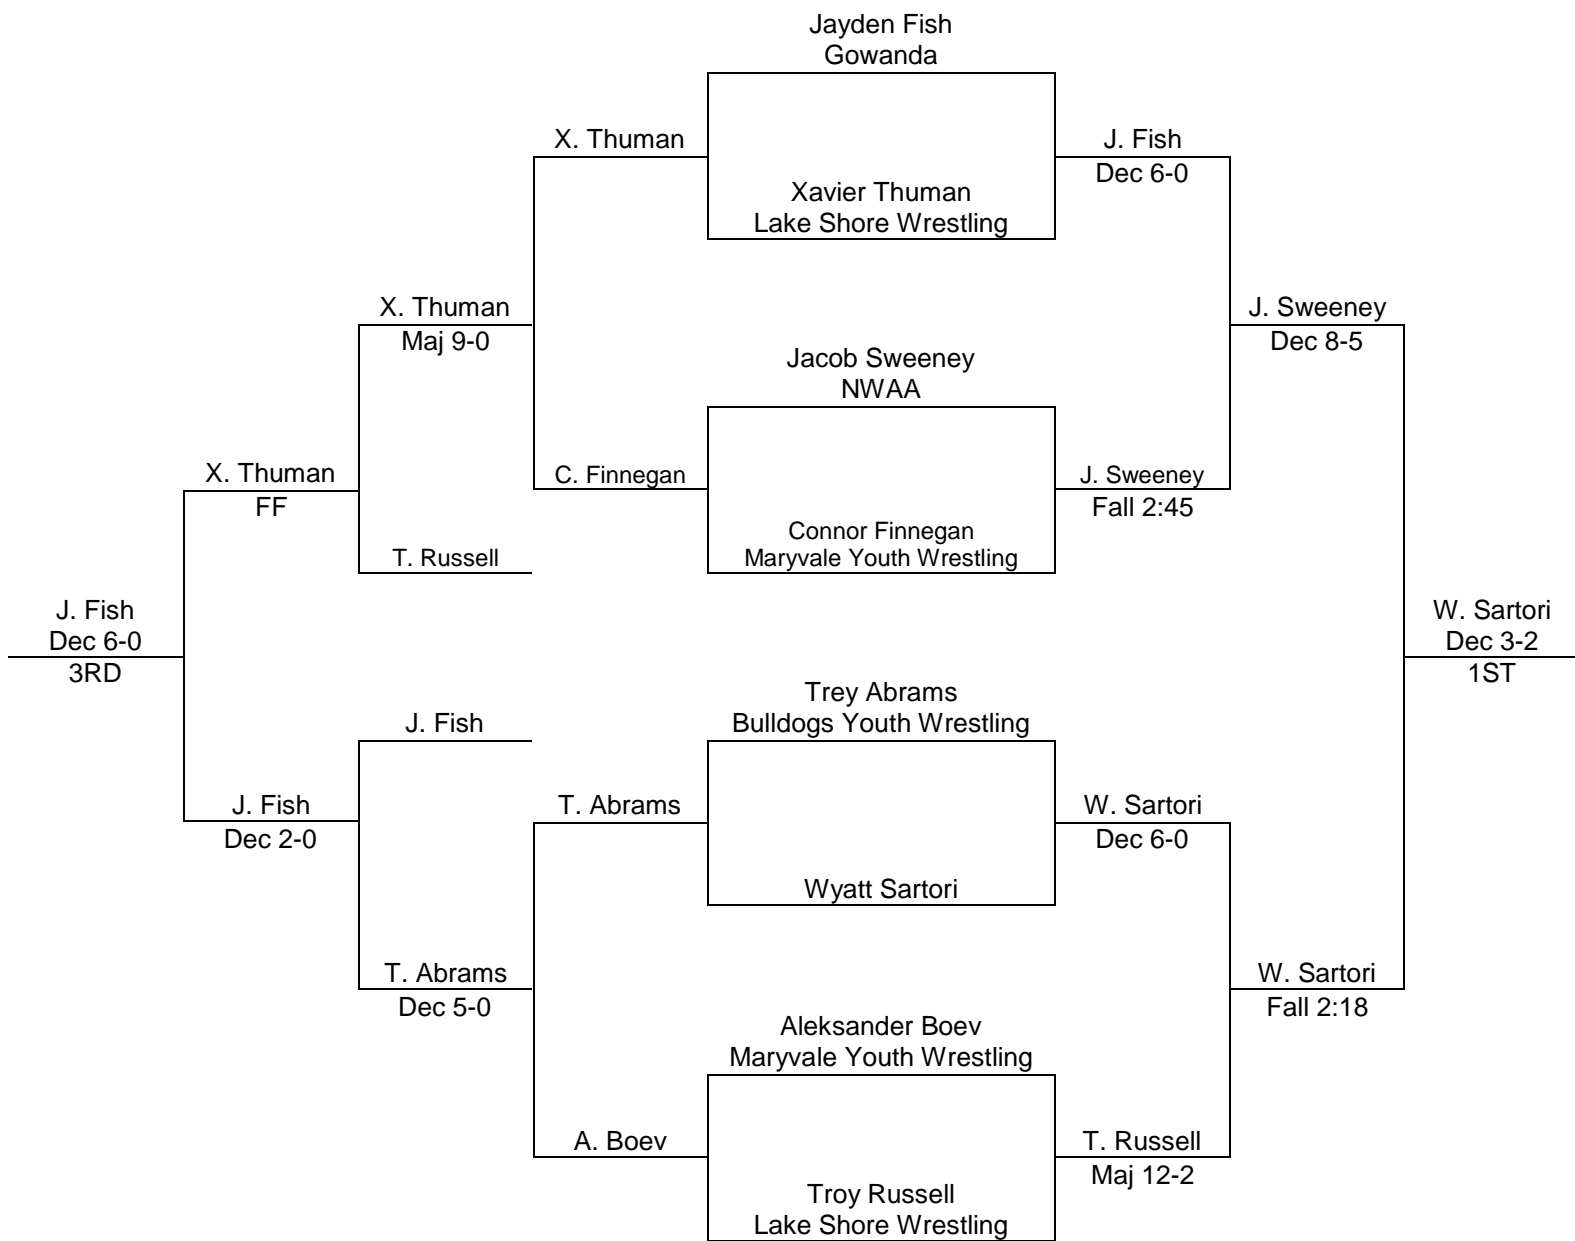 Jayden Fish
Gowanda
X. Thuman
J. Fish
Dec 6-0
Xavier Thuman
Lake Shore Wrestling
X. Thuman
Maj 9-0
J. Sweeney
Dec 8-5
Jacob Sweeney
NWAA
X. Thuman
FF
C. Finnegan
J. Sweeney
Fall 2:45
Connor Finnegan
Maryvale Youth Wrestling
T. Russell
J. Fish
Dec 6-0
3RD
W. Sartori
Dec 3-2
1ST
Trey Abrams
Bulldogs Youth Wrestling
J. Fish
J. Fish
Dec 2-0
T. Abrams
W. Sartori
Dec 6-0
Wyatt Sartori
T. Abrams
Dec 5-0
W. Sartori
Fall 2:18
Aleksander Boev
Maryvale Youth Wrestling
A. Boev
T. Russell
Maj 12-2
Troy Russell
Lake Shore Wrestling